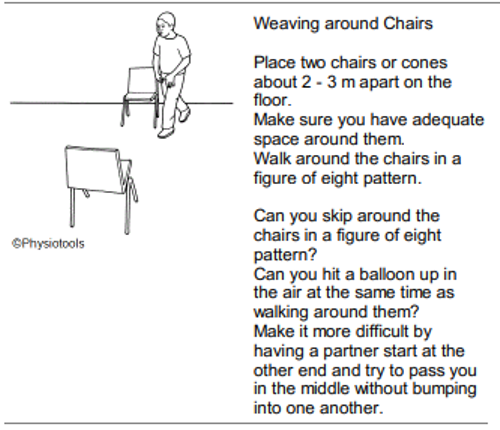 Weaving around Chairs
Place two chairs or cones
about 2 - 3 m apart on the
floor.
Make sure you have adequate
space around them.
Walk around the chairs in a
figure of eight pattern.
Can you skip around the
chairs in a figure of eight
pattern?
Can you hit a balloon up in
the air at the same time as
walking around them?
Make it more difficult by
having a partner start at the
other end and try to pass you
in the middle without bumping
into one another.
©Physiotools